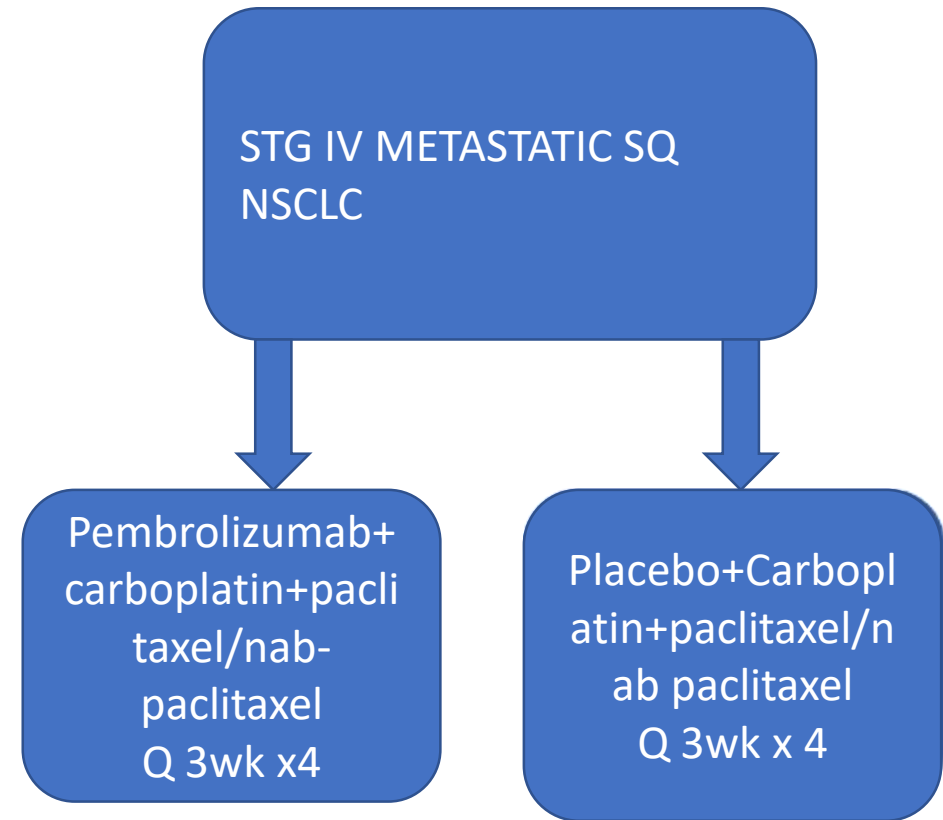 STG IV METASTATIC SQ
NSCLC
Pembrolizumab+
carboplatin+pacli
taxel/nab-
paclitaxel
Q 3wk x4
Placebo+Carbopl
atin+paclitaxel/n
ab paclitaxel
Q 3wk x 4